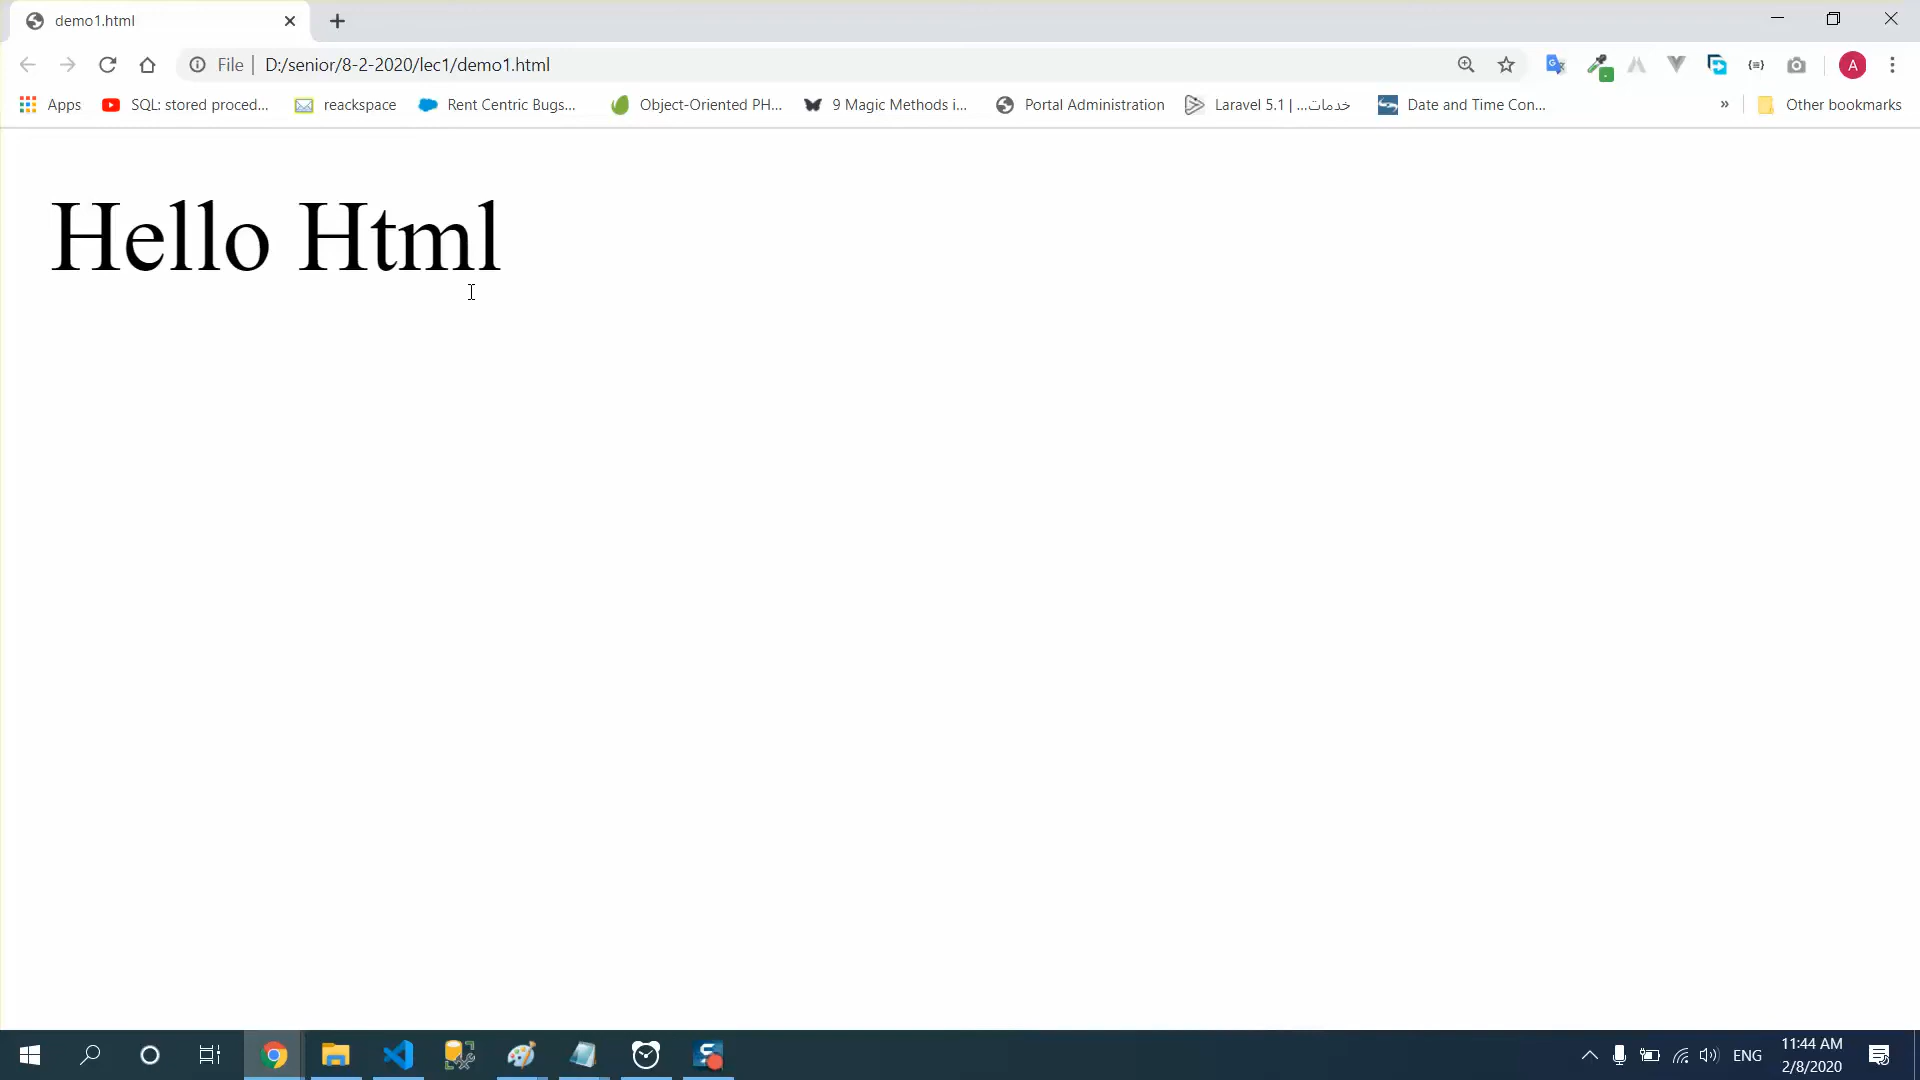 demo1.html
File | D:/senior/8-2-2020/lec1/demo1.html
A
Apps
SQL: stored proced...
reackspace
Rent Centric Bugs...
Object-Oriented PH...
9 Magic Methods i...
Portal Administration
Laravel 5.1 | ...خدمات
Date and Time Con...
»
Other bookmarks
Hello Html
ENG
11:44 AM
2/8/2020